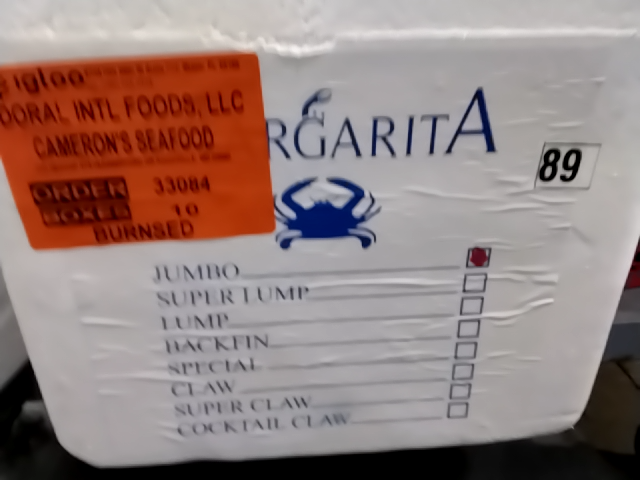 igloo
DORAL INTL FOODS, LLC
CAMERON'S SEAFOOD
ORDER 33084
BOXES 10
BURNSED
RGARITA
89
JUMBO
SUPER LUMP
LUMP
BACKFIN
SPECIAL
CLAW
SUPER CLAW
COCKTAIL CLAW